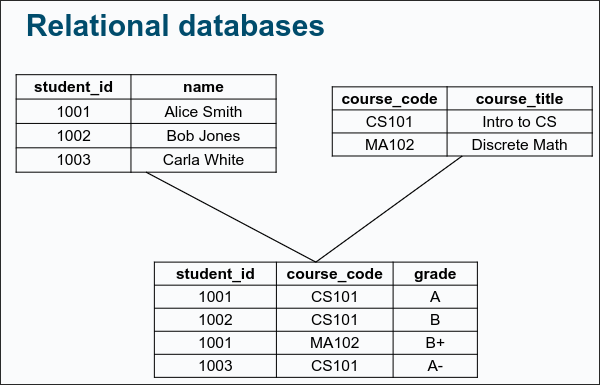 Relational databases
student_id name
1001 Alice Smith
1002 Bob Jones
1003 Carla White
course_code course_title
CS101 Intro to CS
MA102 Discrete Math
student_id course_code grade
1001 CS101 A
1002 CS101 B
1001 MA102 B+
1003 CS101 A-